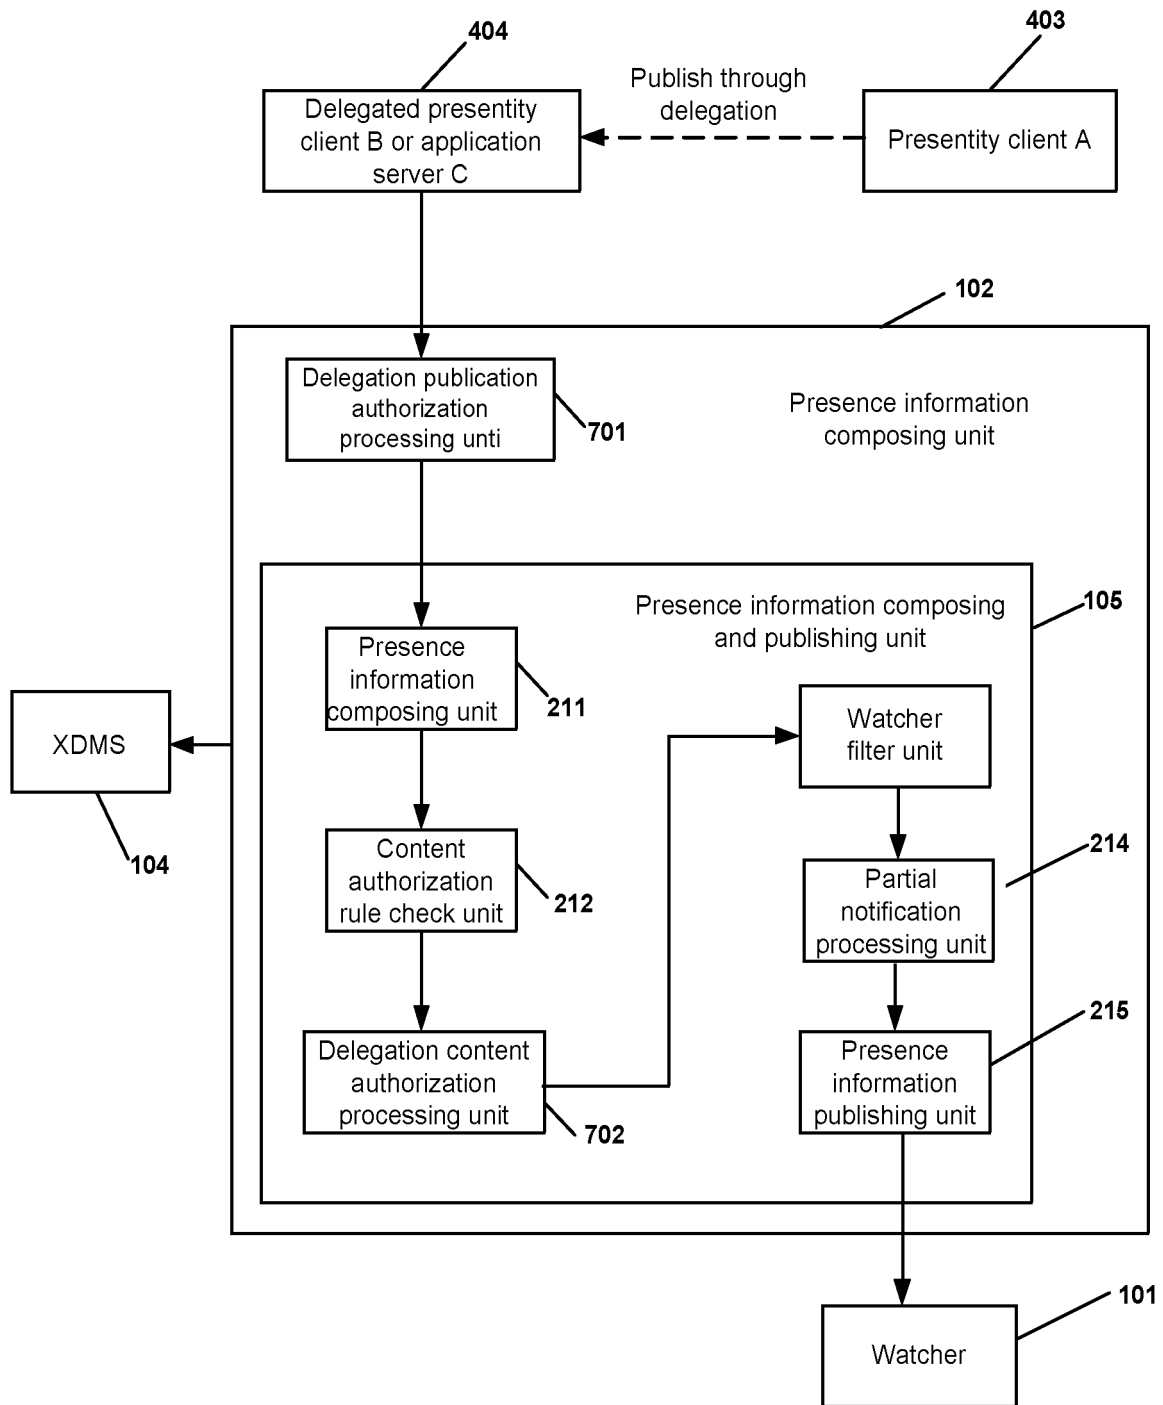 404
403
Publish through
delegation
Delegated presentity
client B or application
server C
Presentity client A
102
Delegation publication
authorization
processing unti
701
Presence information
composing unit
Presence information composing
and publishing unit
105
Presence
information
composing unit
211
XDMS
104
Watcher
filter unit
Content
authorization
rule check unit
212
214
Partial
notification
processing unit
Delegation content
authorization
processing unit
702
215
Presence
information
publishing unit
101
Watcher